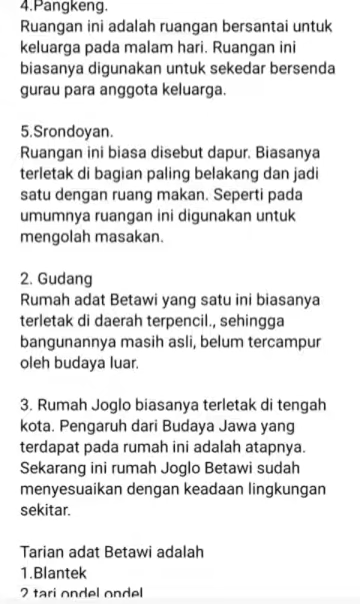 4.Pangkeng.
Ruangan ini adalah ruangan bersantai untuk
keluarga pada malam hari. Ruangan ini
biasanya digunakan untuk sekedar bersenda
gurau para anggota keluarga.
5.Srondoyan.
Ruangan ini biasa disebut dapur. Biasanya
terletak di bagian paling belakang dan jadi
satu dengan ruang makan. Seperti pada
umumnya ruangan ini digunakan untuk
mengolah masakan.
2. Gudang
Rumah adat Betawi yang satu ini biasanya
terletak di daerah terpencil., sehingga
bangunannya masih asli, belum tercampur
oleh budaya luar.
3. Rumah Joglo biasanya terletak di tengah
kota. Pengaruh dari Budaya Jawa yang
terdapat pada rumah ini adalah atapnya.
Sekarang ini rumah Joglo Betawi sudah
menyesuaikan dengan keadaan lingkungan
sekitar.
Tarian adat Betawi adalah
1.Blantek
2 tari ondel ondel